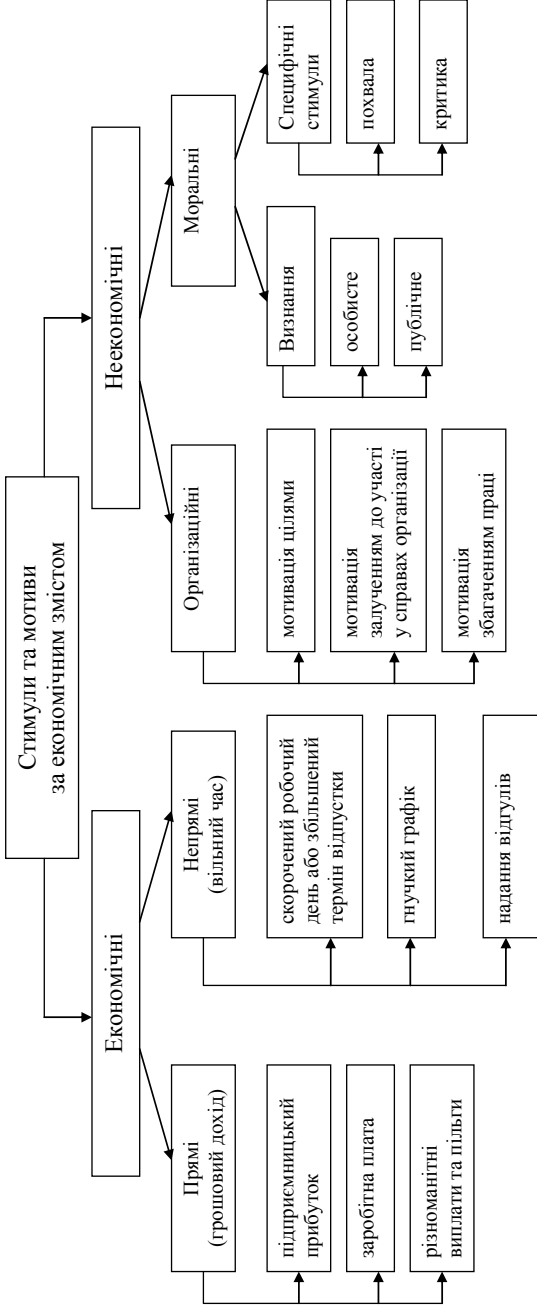 Стимули та мотиви
за економічним змістом
Економічні
Неекономічні
Прямі
(грошовий дохід)
Непрямі
(вільний час)
Організаційні
Моральні
підприємницький
прибуток
заробітна плата
різноманітні
виплати та пільги
скорочений робочий
день або збільшений
термін відпустки
гнучкий графік
надання відгулів
мотивація цілями
мотивація
залученням до участі
у справах організації
мотивація
збагаченням праці
Визнання
особисте
публічне
Специфічні
стимули
похвала
критика